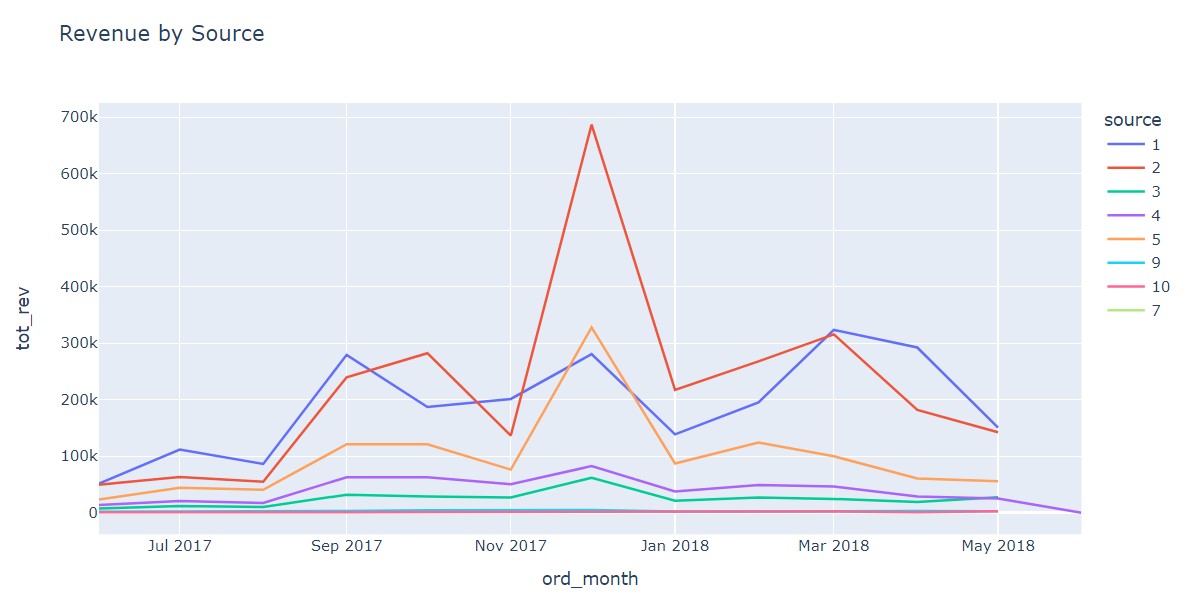 Revenue by Source
700k
600k
500k
400k
300k
200k
100k
0
tot_rev
Jul 2017
Sep 2017
Nov 2017
Jan 2018
Mar 2018
May 2018
ord_month
source
1
2
3
4
5
9
10
7